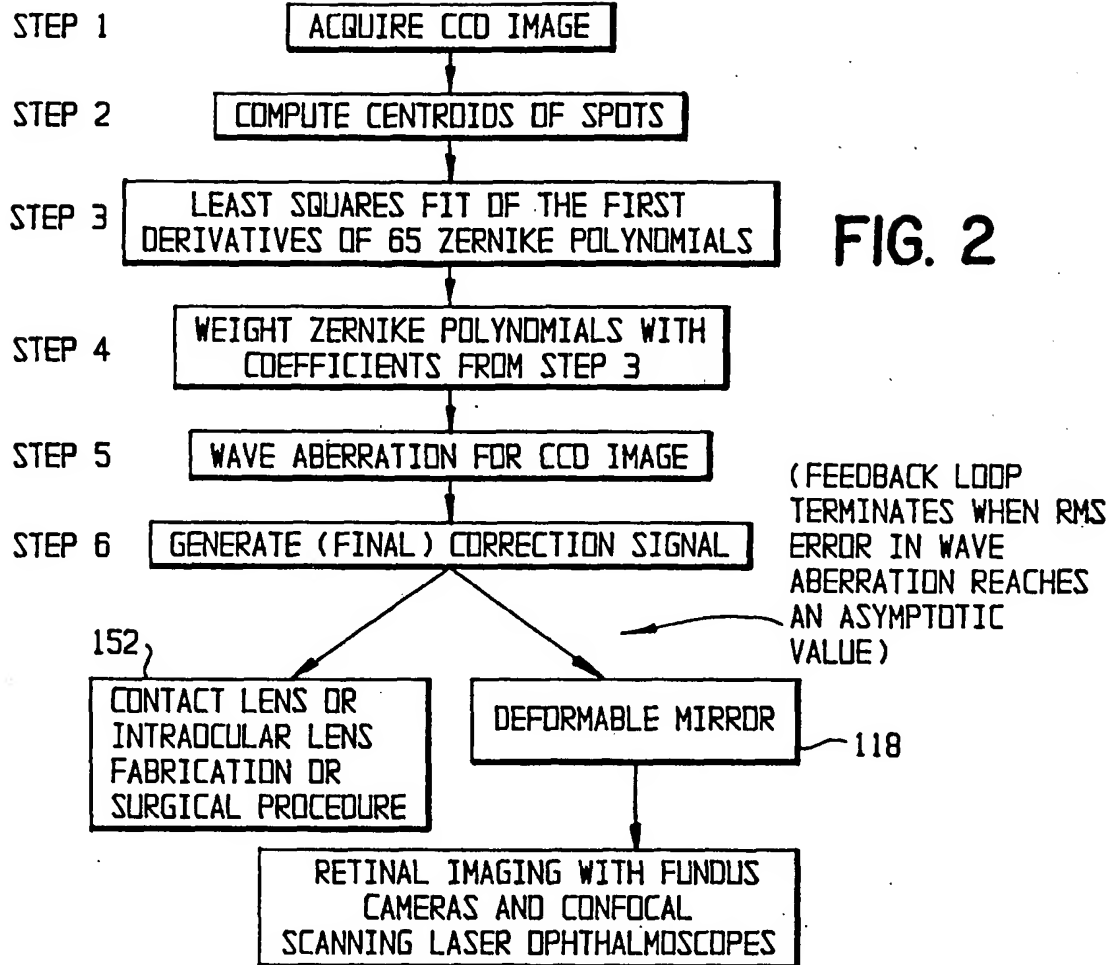 STEP 1
ACQUIRE CCD IMAGE
STEP 2
COMPUTE CENTROIDS OF SPOTS
STEP 3
LEAST SQUARES FIT OF THE FIRST
DERIVATIVES OF 65 ZERNIKE POLYNOMIALS
FIG. 2
STEP 4
WEIGHT ZERNIKE POLYNOMIALS WITH
COEFFICIENTS FROM STEP 3
STEP 5
WAVE ABERRATION FOR CCD IMAGE
STEP 6
GENERATE (FINAL) CORRECTION SIGNAL
(FEEDBACK LOOP
TERMINATES WHEN RMS
ERROR IN WAVE
ABERRATION REACHES
AN ASYMPTOTIC
VALUE)
152
CONTACT LENS OR
INTRAOCULAR LENS
FABRICATION OR
SURGICAL PROCEDURE
DEFORMABLE MIRROR
118
RETINAL IMAGING WITH FUNDUS
CAMERAS AND CONFOCAL
SCANNING LASER OPHTHALMOSCOPES